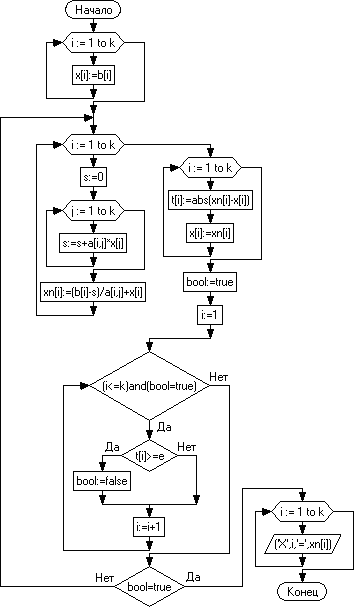 Начало
i := 1 to k
x[i]:=b[i]
i := 1 to k
s:=0
j := 1 to k
s:=s+a[i,j]*x[j]
xn[i]:=(b[i]-s)/a[i,j]+x[i]
i := 1 to k
t[i]:=abs(xn[i]-x[i])
x[i]:=xn[i]
bool:=true
i:=1
(i<=k)and(bool=true)
Нет
Да
t[i]>=e
Да
Нет
bool:=false
i:=i+1
bool=true
Нет
Да
i := 1 to k
('X',i,'=',xn[i])
Конец